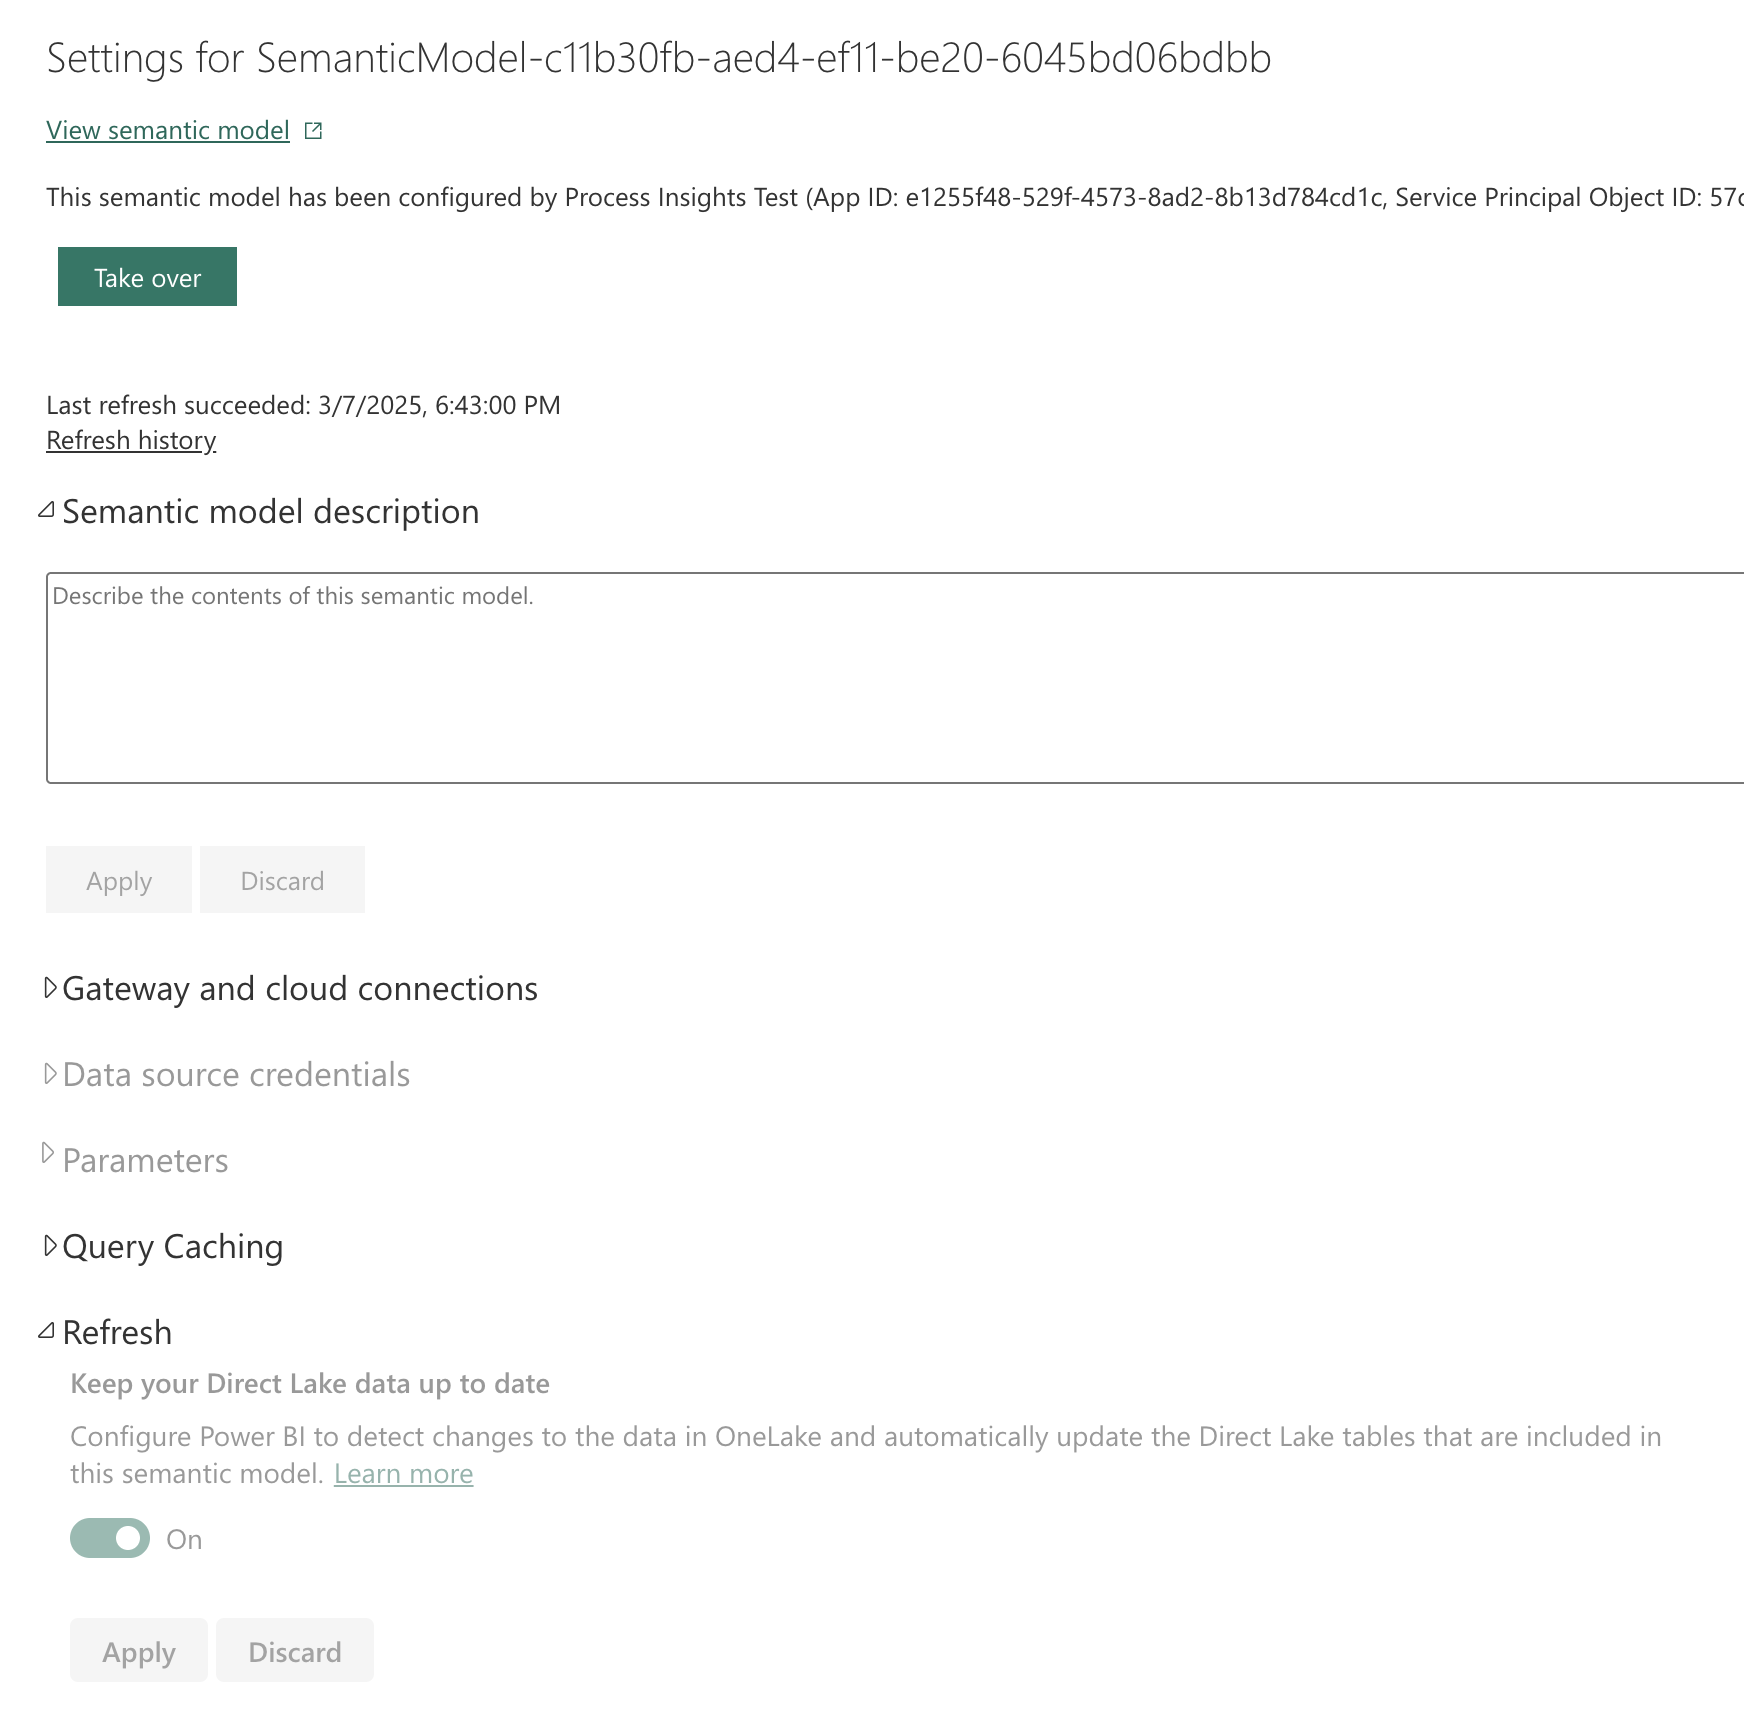 Settings for SemanticModel-c11b30fb-aed4-ef11-be20-6045bd06bdbb
View semantic model
This semantic model has been configured by Process Insights Test (App ID: e1255f48-529f-4573-8ad2-8b13d784cd1c, Service Principal Object ID:
Take over
Last refresh succeeded: 3/7/2025, 6:43:00 PM
Refresh history
Semantic model description
Describe the contents of this semantic model.
Apply Discard
Gateway and cloud connections
Data source credentials
Parameters
Query Caching
Refresh
Keep your Direct Lake data up to date
Configure Power BI to detect changes to the data in OneLake and automatically update the Direct Lake tables that are included in
this semantic model. Learn more
On
Apply Discard